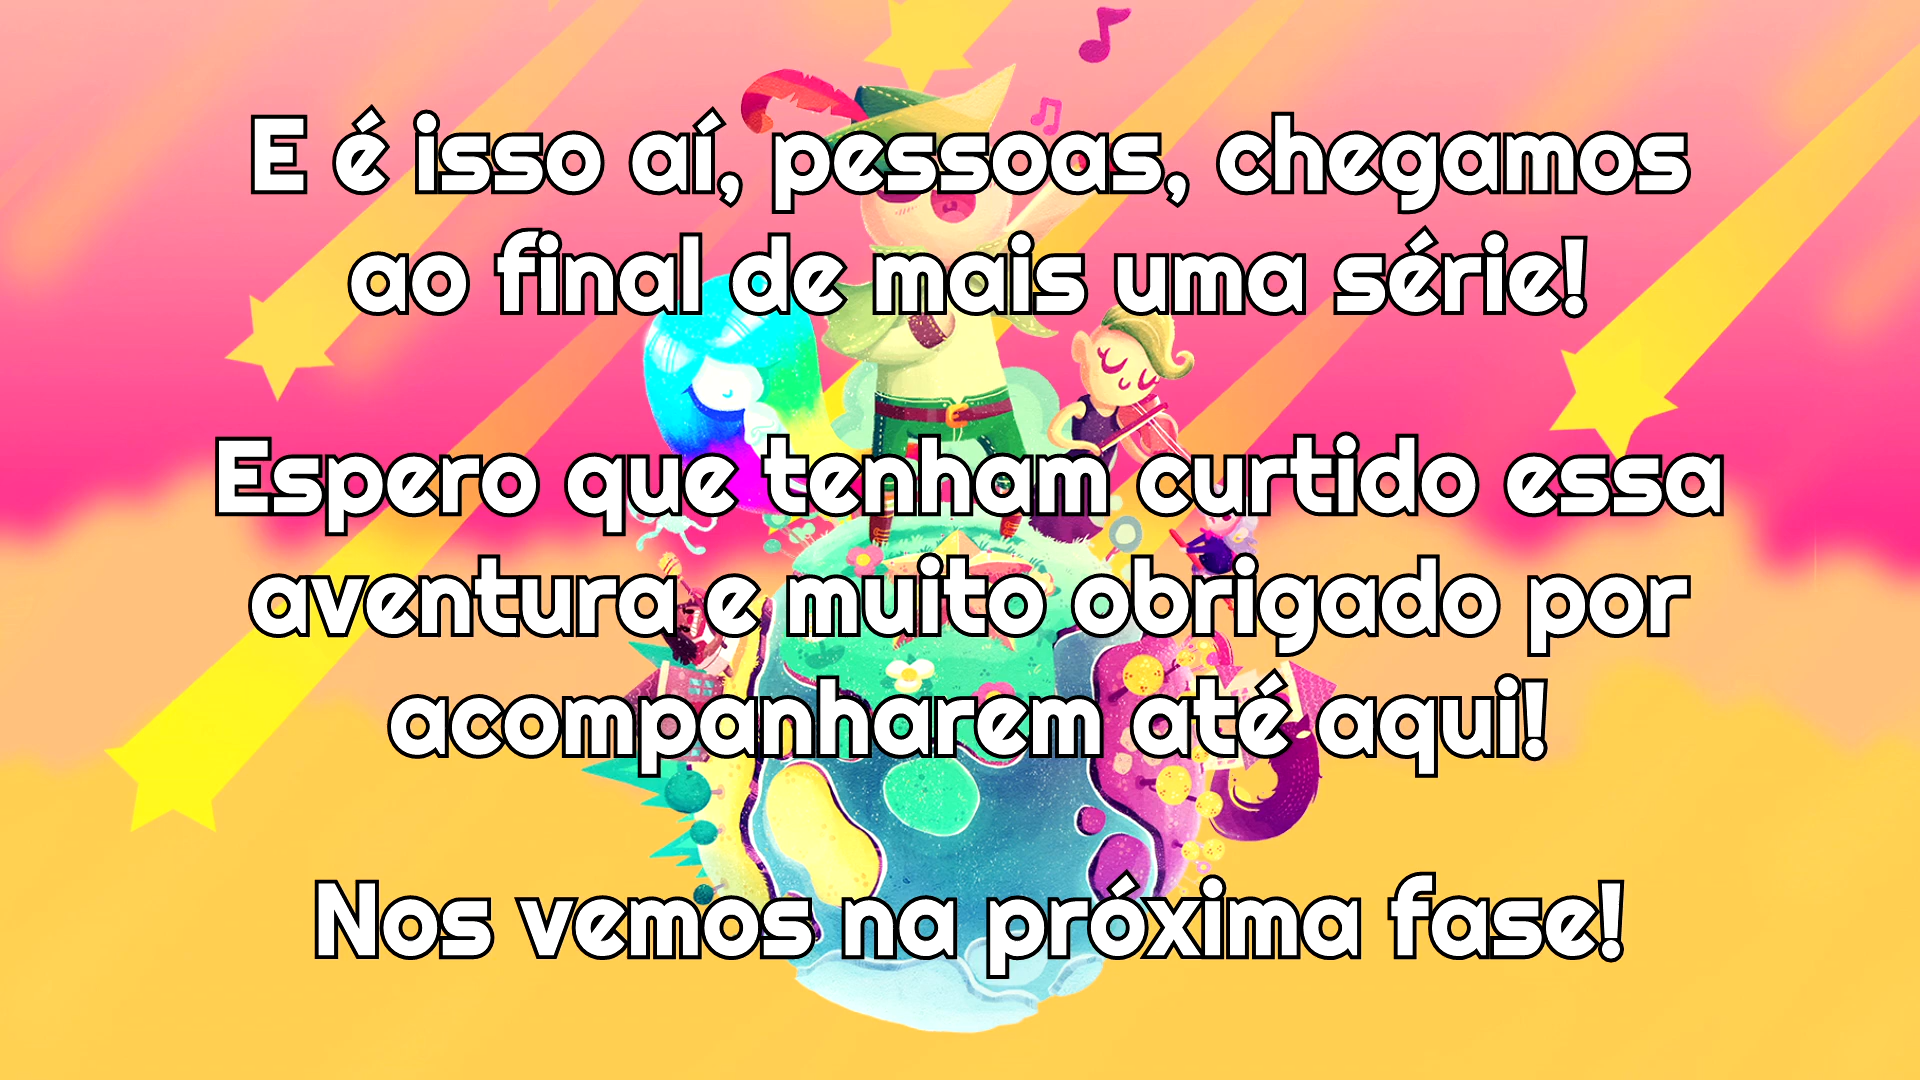 E é isso aí, pessoas, chegamos
ao final de mais uma série!
Espero que tenham curtido essa
aventura e muito obrigado por
acompanharem até aqui!
Nos vemos na próxima fase!